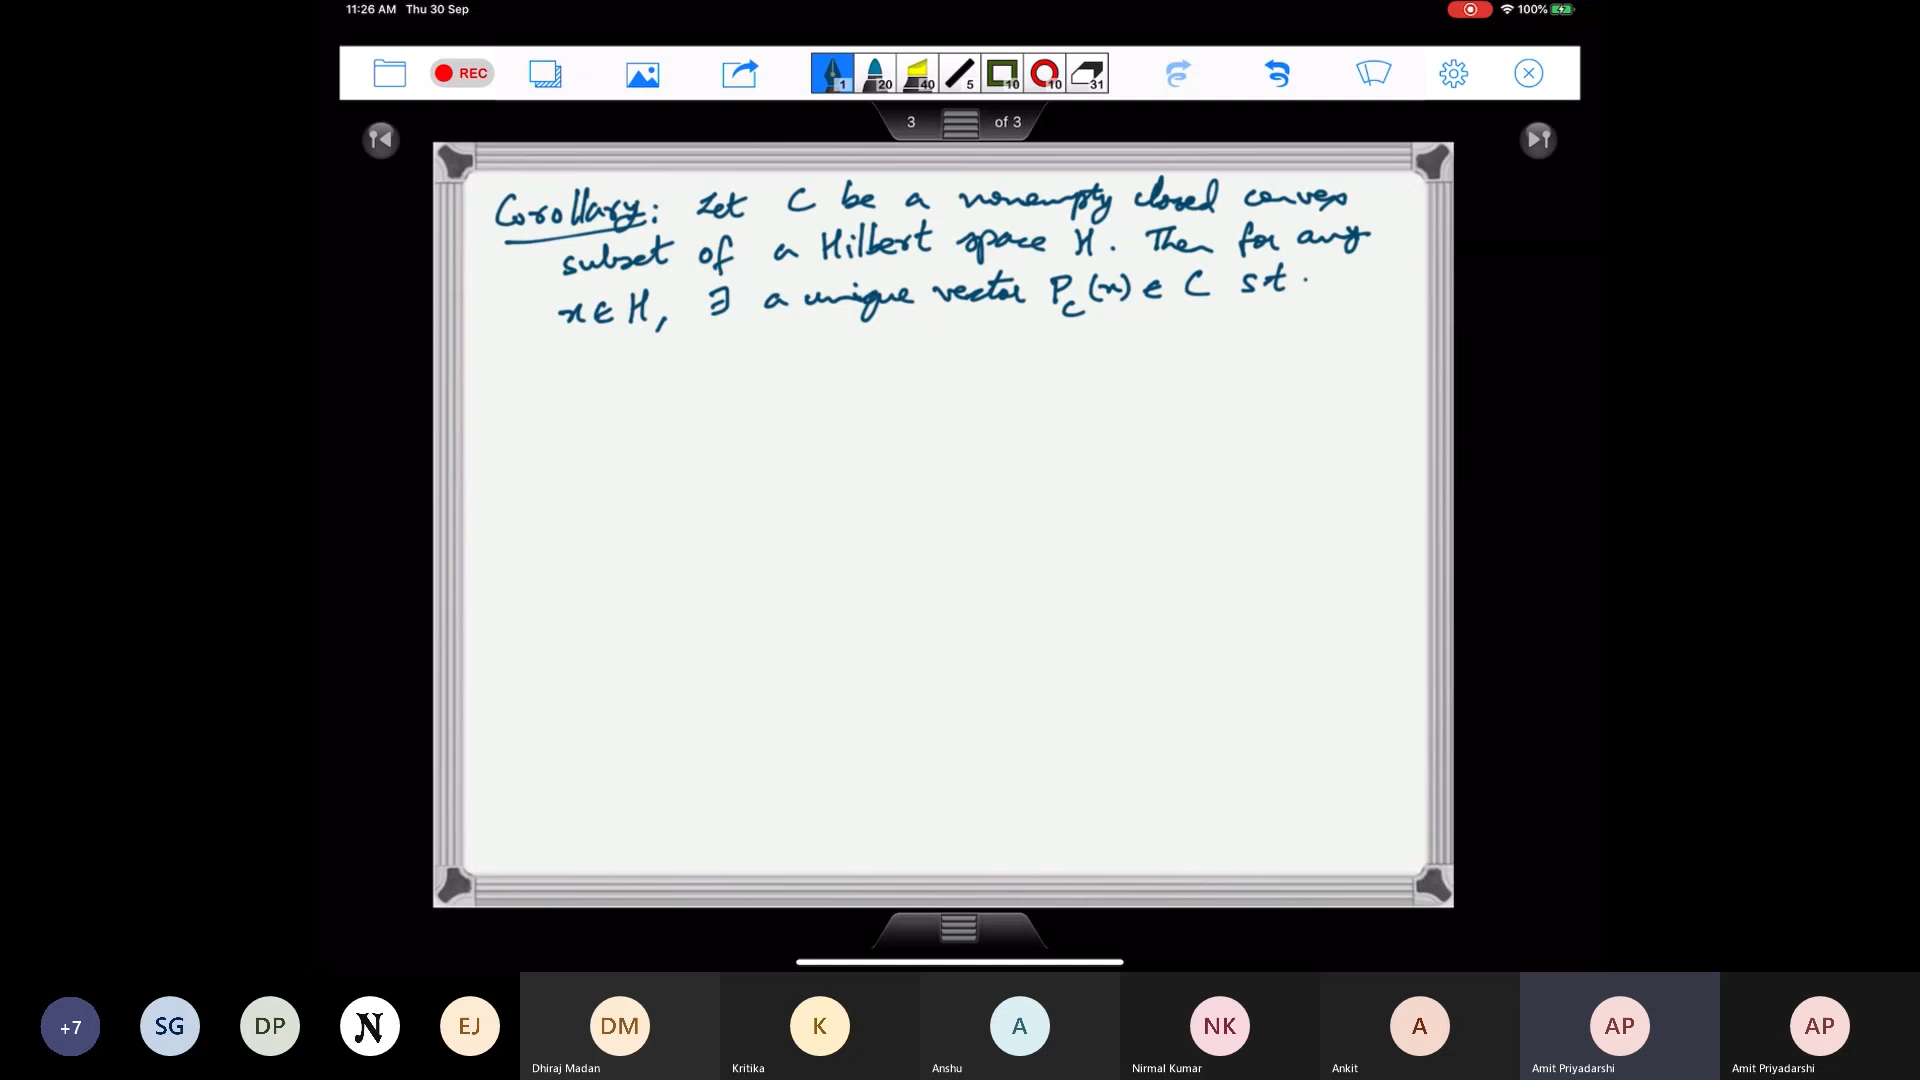 11:26 AM Thu 30 Sep
100%
REC
1 20 40 5 10 10 31
3 of 3
Corollary: Let C be a nonempty closed convex
subset of a Hilbert space H. Then for any
x ∈ H, ∃ a unique vector P_C(x) ∈ C s.t.
+7 SG DP N EJ DM K A NK A AP AP
Dhiraj Madan Kritika Anshu Nirmal Kumar Ankit Amit Priyadarshi Amit Priyadarshi